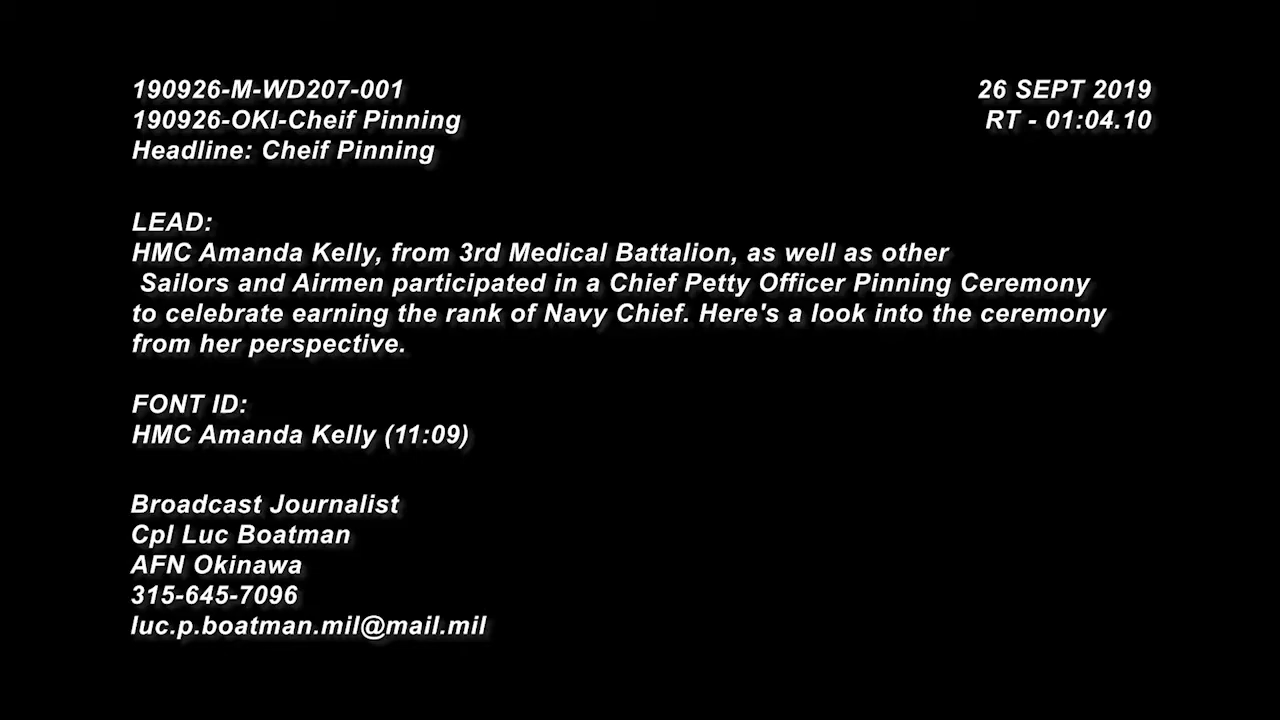 190926-M-WD207-001
26 SEPT 2019
190926-OKI-Cheif Pinning
RT - 01:04.10
Headline: Cheif Pinning
LEAD:
HMC Amanda Kelly, from 3rd Medical Battalion, as well as other
Sailors and Airmen participated in a Chief Petty Officer Pinning Ceremony
to celebrate earning the rank of Navy Chief. Here's a look into the ceremony
from her perspective.
FONT ID:
HMC Amanda Kelly (11:09)
Broadcast Journalist
Cpl Luc Boatman
AFN Okinawa
315-645-7096
luc.p.boatman.mil@mail.mil